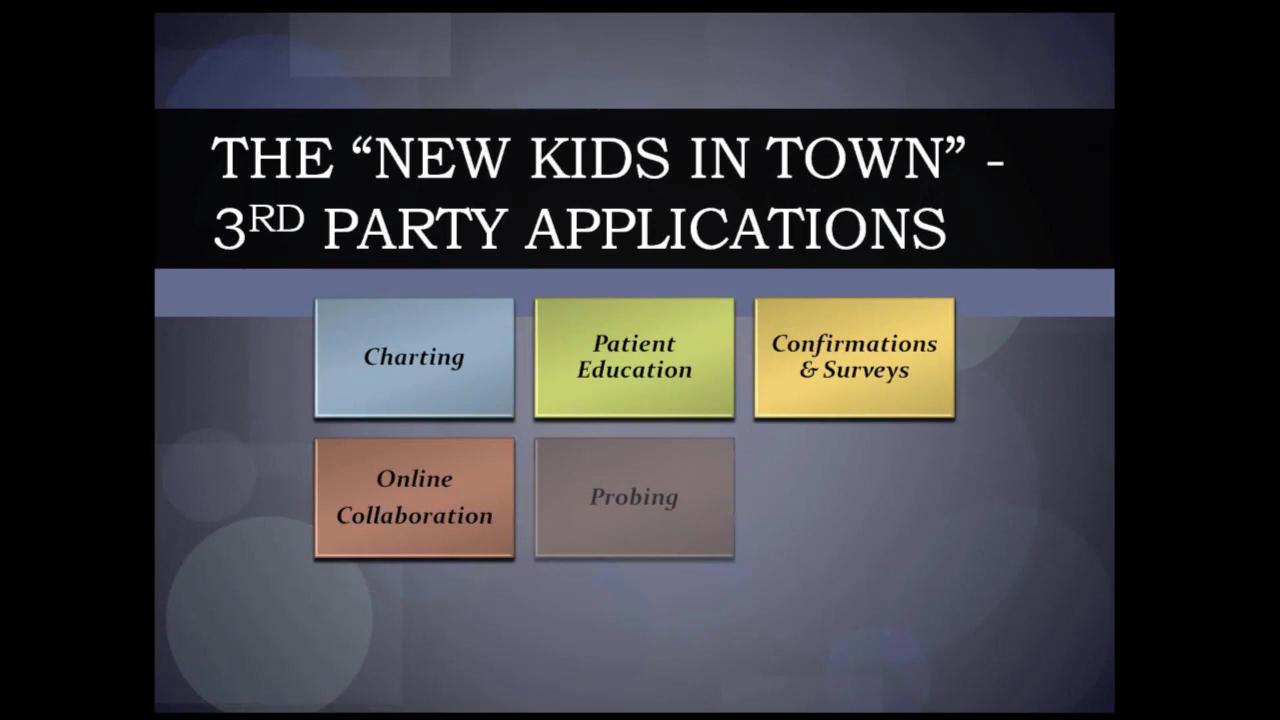 THE “NEW KIDS IN TOWN” -
3RD PARTY APPLICATIONS
Charting
Patient
Education
Confirmations
& Surveys
Online
Collaboration
Probing